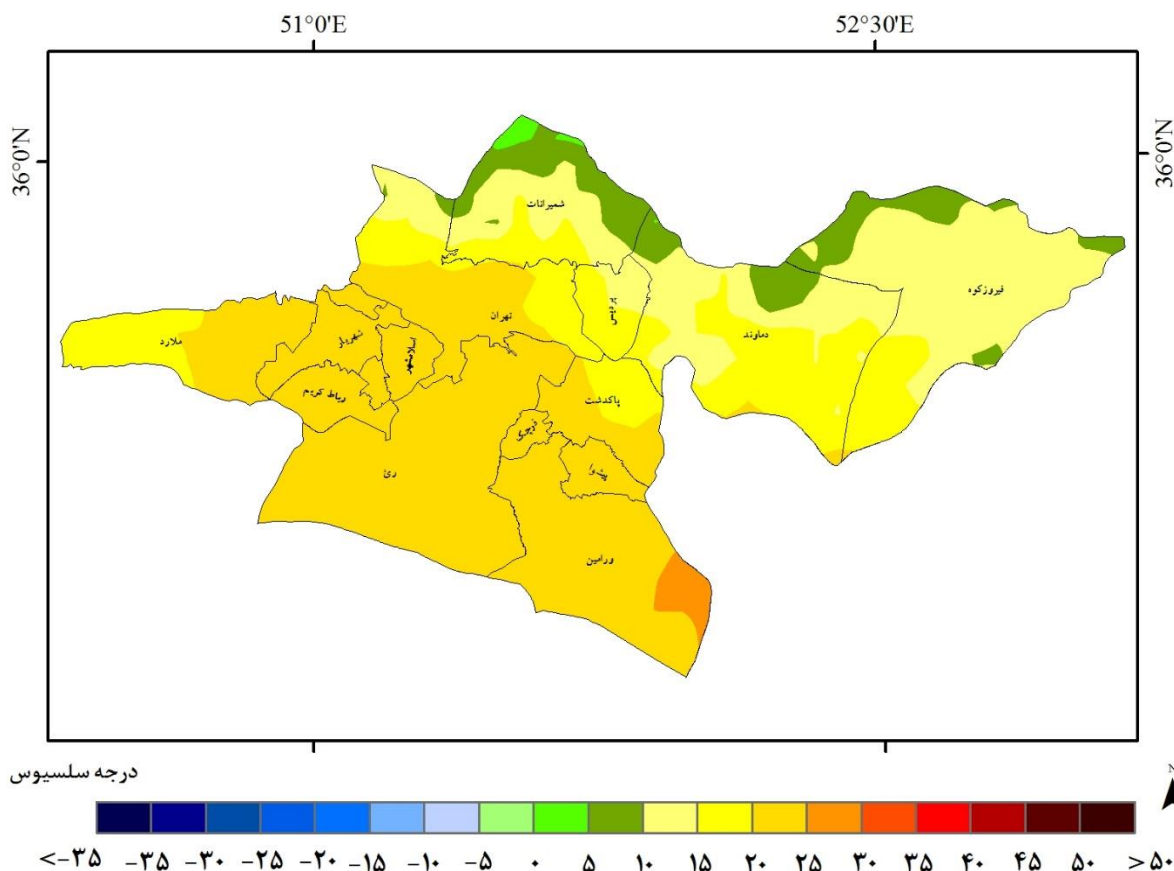 51°0'E 52°30'E
36°0'N 36°0'N
شمیرانات
فیروزکوه
پردیس
تهران
دماوند
ملارد
شهریار
اسلامشهر
رباط کریم
پاکدشت
قرچک
ری
پیشوا
ورامین
درجه سلسیوس
N
<-۳۵ -۳۵ -۳۰ -۲۵ -۲۰ -۱۵ -۱۰ -۵ ۰ ۵ ۱۰ ۱۵ ۲۰ ۲۵ ۳۰ ۳۵ ۴۰ ۴۵ ۵۰ >۵۰